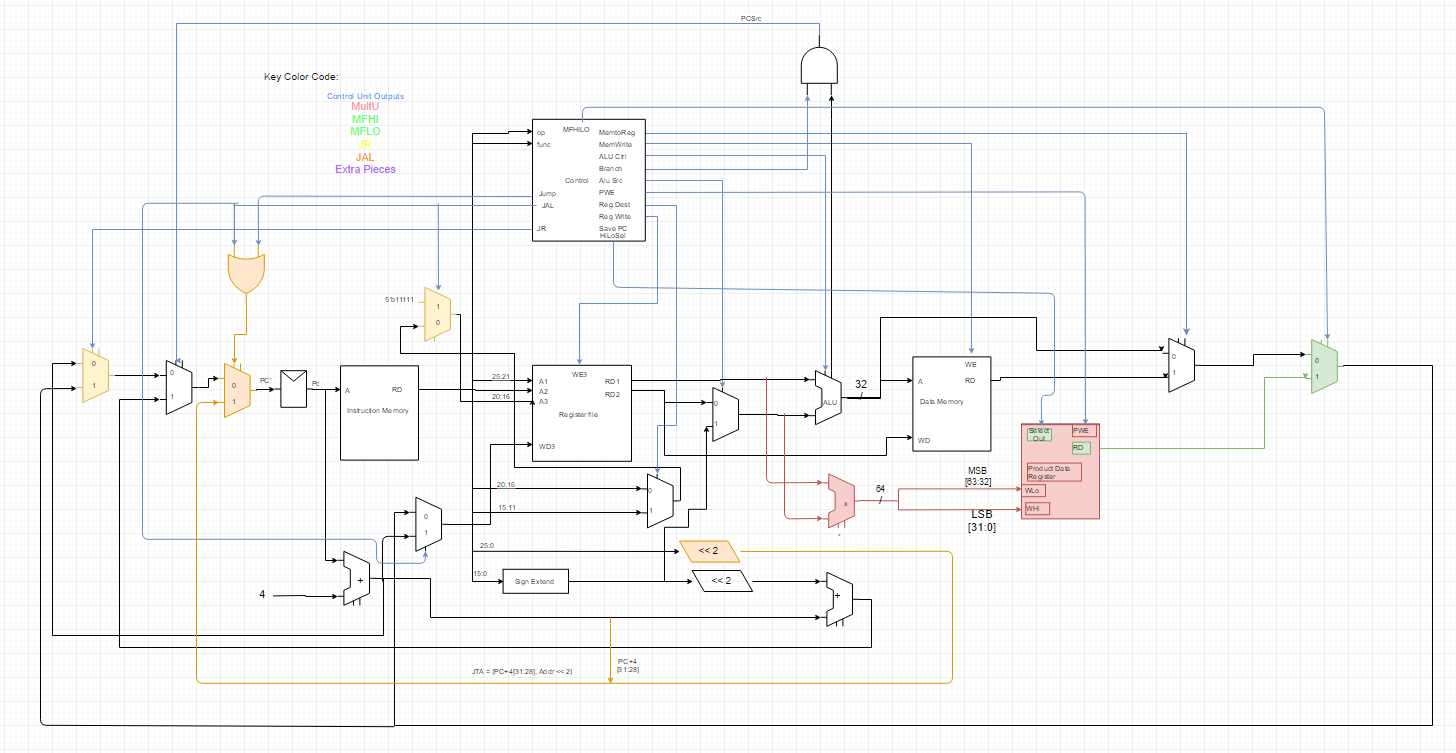 PCSrc
Key Color Code:
Control Unit Outputs
MultU
MFHI
MFLO
JR
JAL
Extra Pieces
MFHILO
op
func
Control
Jump
JAL
JR
MemtoReg
MemWrite
ALU Ctrl
Branch
Alu Src
PWE
Reg Dest
Reg Write
Save PC
HiLoSel
5'b11111
1
0
0
1
0
1
0
1
PC'
Pc
A
RD
Instruction Memory
25:21
20:16
WE3
A1
A2
A3
RD1
RD2
Register file
WD3
0
1
ALU
32
/
WE
A
RD
Data Memory
WD
0
1
0
1
Select
Out
PWE
RD
Product Data
Register
WLo
WHi
x
64
/
MSB
[63:32]
LSB
[31:0]
20:16
15:11
0
1
0
1
25:0
<< 2
15:0
Sign Extend
<< 2
+
4
+
JTA = (PC+4[31:28], Addr << 2)
PC+4
[31:28]